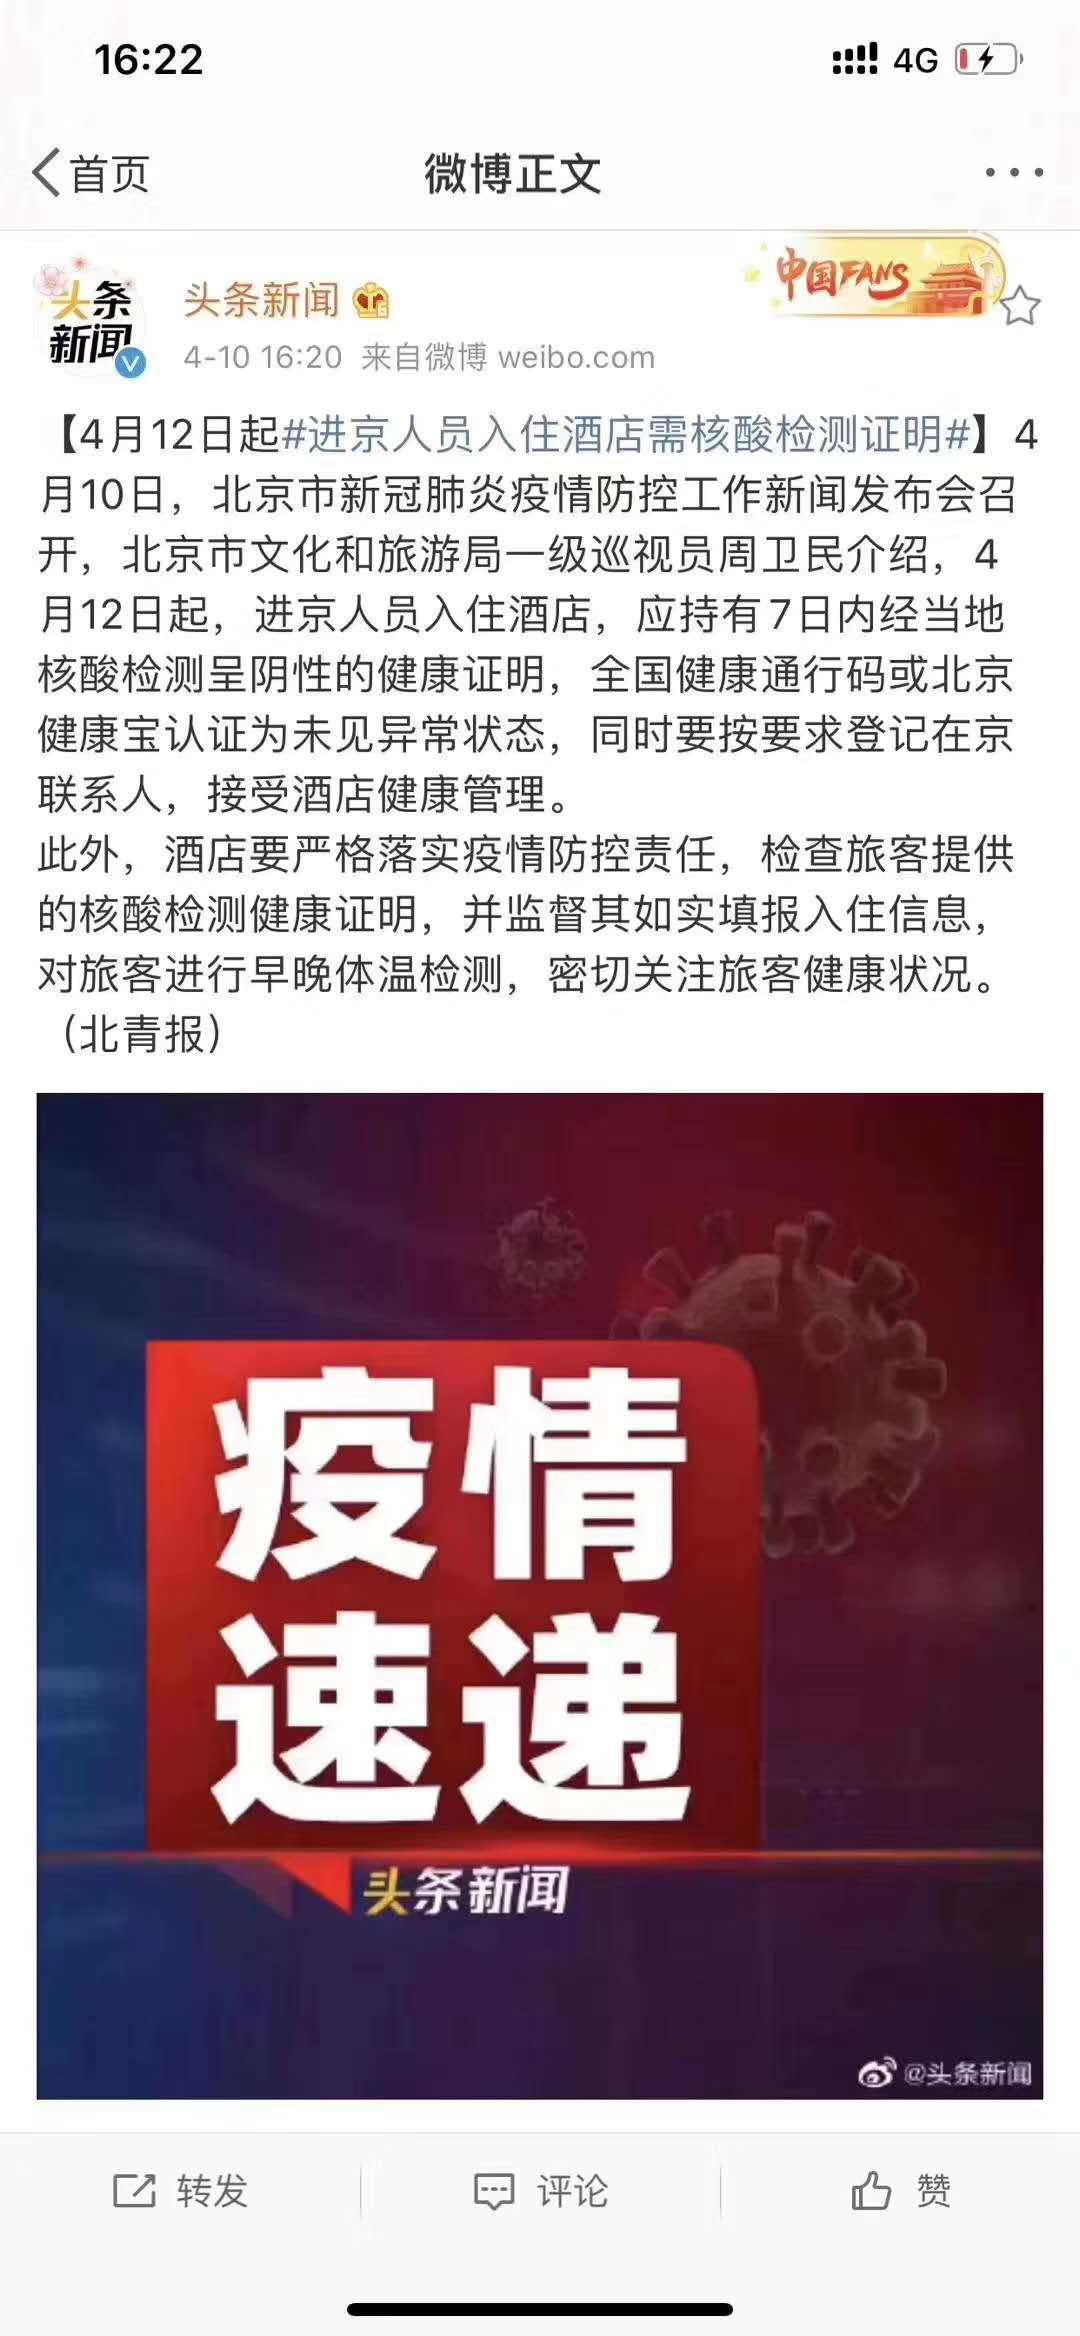 16:22
4G
首页
微博正文
中国FANS
头条
新闻
头条新闻
4-10 16:20 来自微博 weibo.com
【4月12日起#进京人员入住酒店需核酸检测证明#】4
月10日，北京市新冠肺炎疫情防控工作新闻发布会召
开，北京市文化和旅游局一级巡视员周卫民介绍，4
月12日起，进京人员入住酒店，应持有7日内经当地
核酸检测呈阴性的健康证明，全国健康通行码或北京
健康宝认证为未见异常状态，同时要按要求登记在京
联系人，接受酒店健康管理。
此外，酒店要严格落实疫情防控责任，检查旅客提供
的核酸检测健康证明，并监督其如实填报入住信息，
对旅客进行早晚体温检测，密切关注旅客健康状况。
（北青报）
疫情
速递
头条新闻
@头条新闻
转发
评论
赞